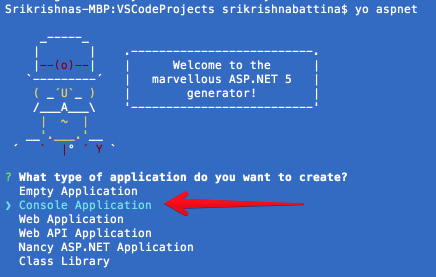 Srikrishnas-MBP:VSCodeProjects srikrishnabattina$ yo aspnet
Welcome to the
marvellous ASP.NET 5
generator!
? What type of application do you want to create?
Empty Application
❯ Console Application
Web Application
Web API Application
Nancy ASP.NET Application
Class Library